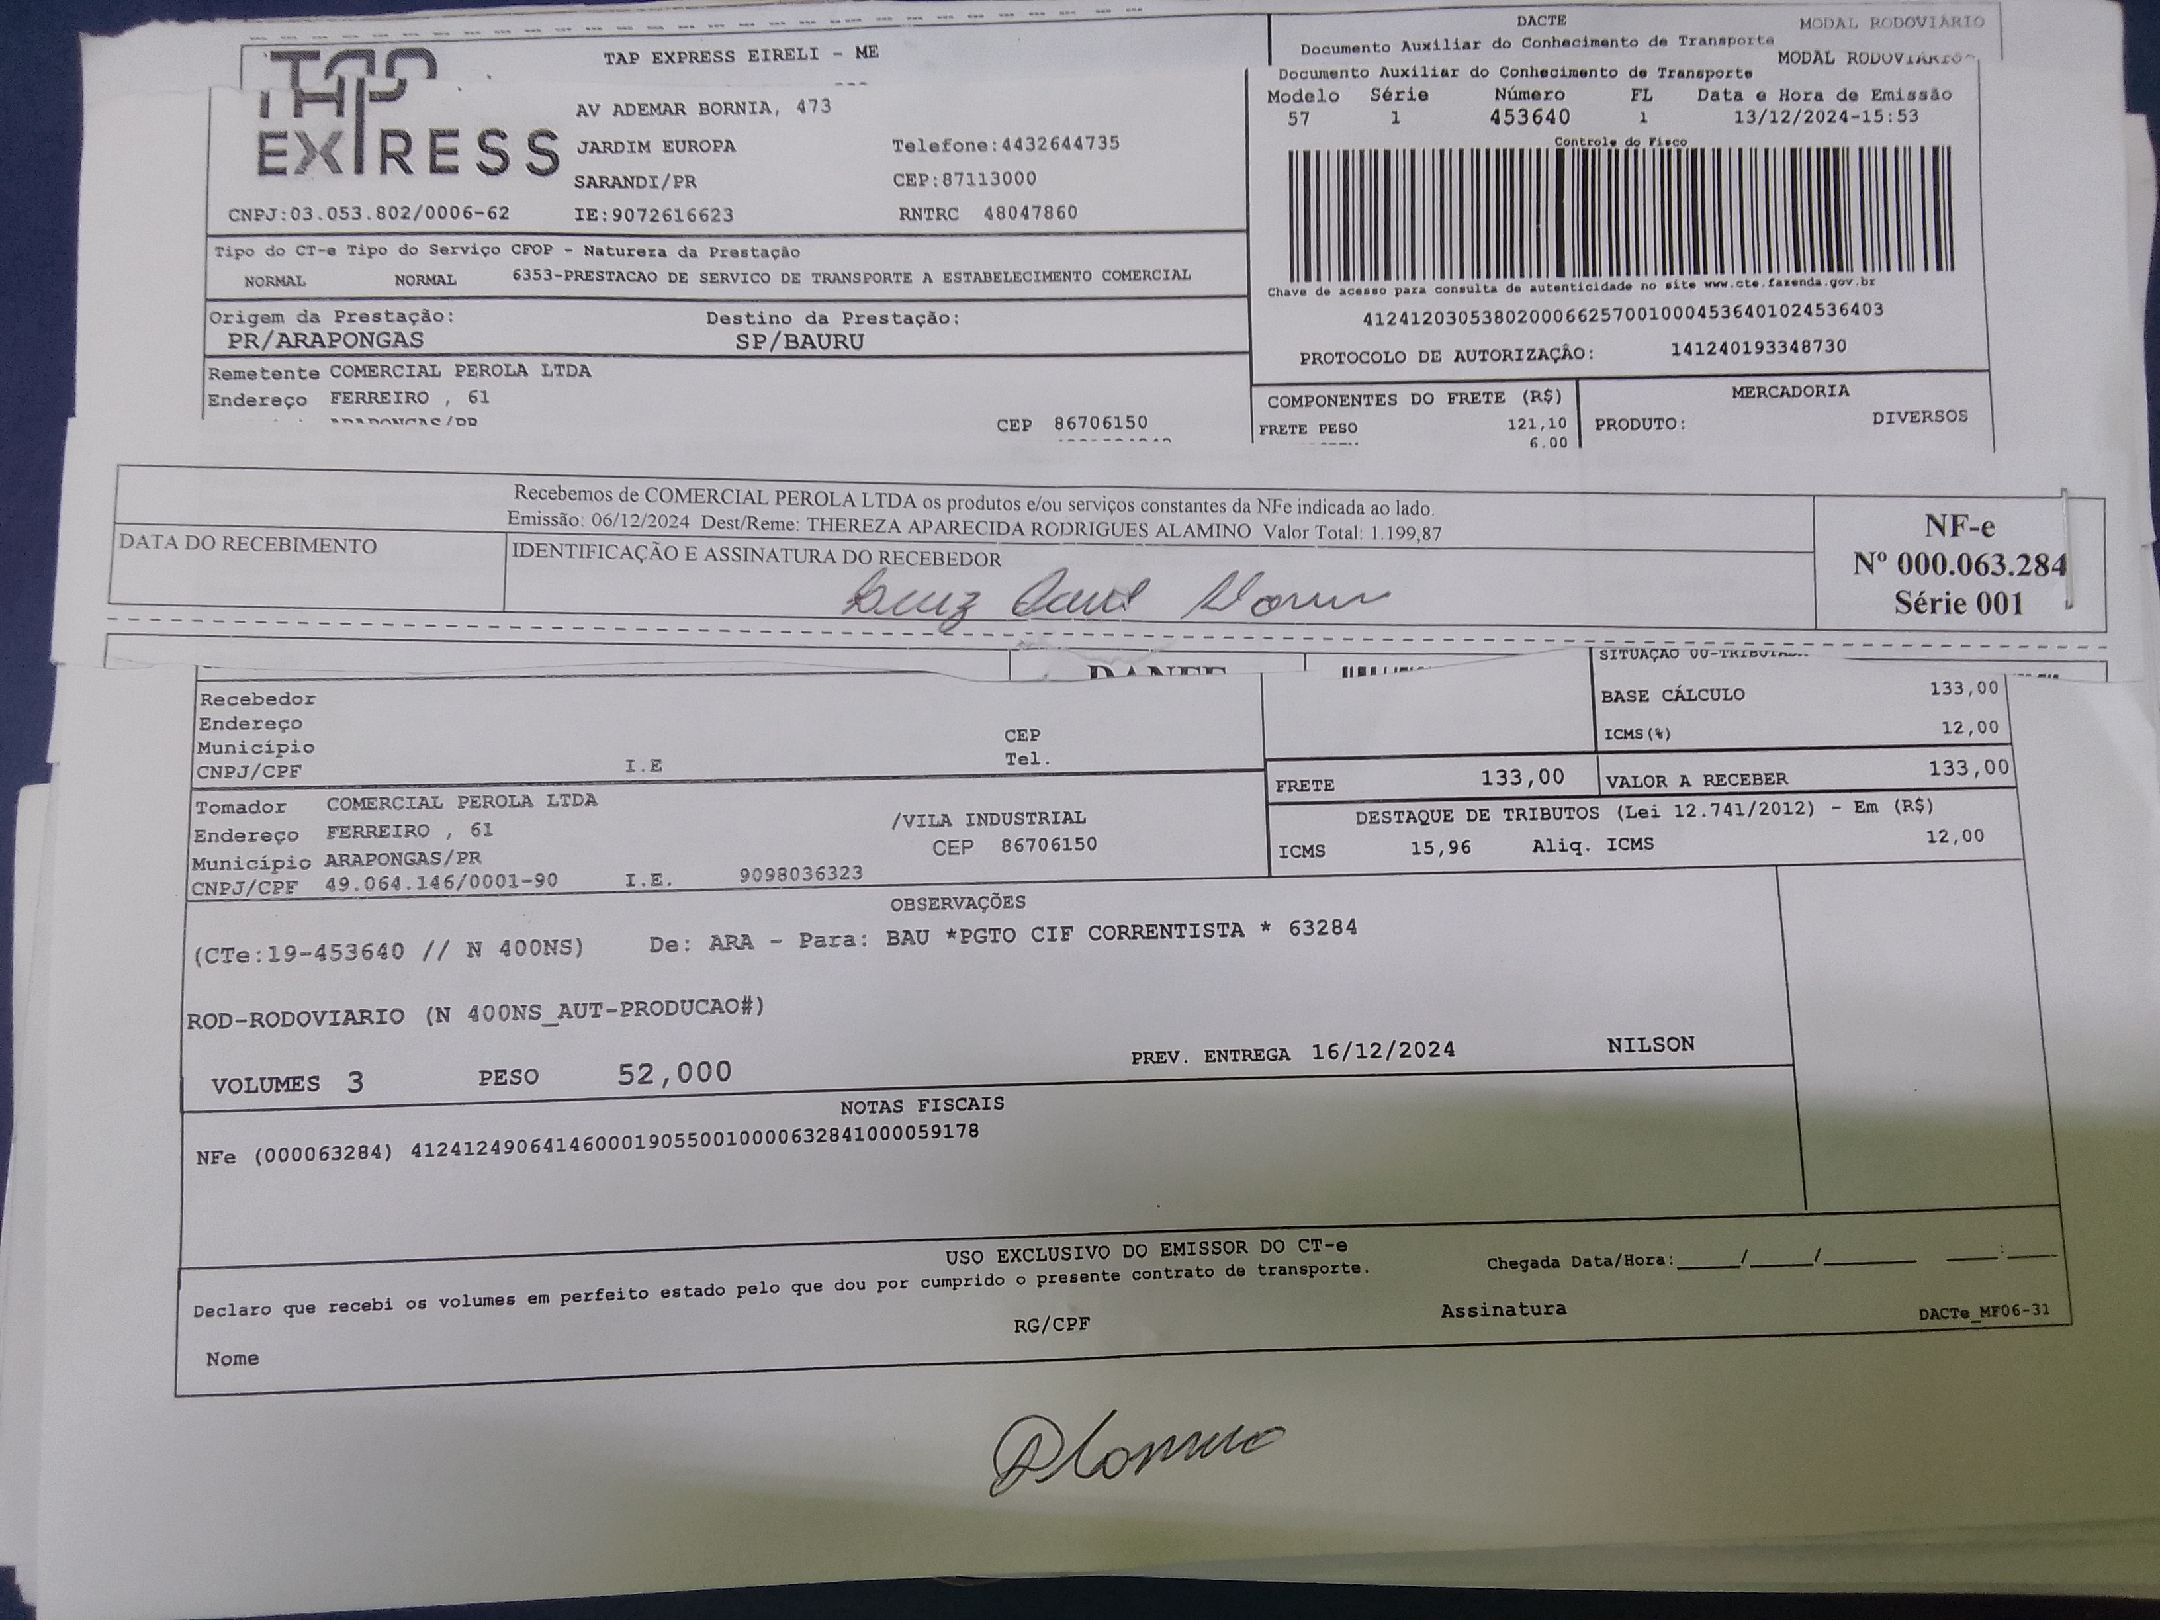 DACTE
MODAL RODOVIÁRIO
TAP EXPRESS EIRELI - ME
Documento Auxiliar do Conhecimento de Transporte
MODAL RODOVIÁRIO
Documento Auxiliar do Conhecimento de Transporte
TAP EXPRESS
AV ADEMAR BORNIA, 473
Modelo Série Número FL Data e Hora de Emissão
57 1 453640 1 13/12/2024-15:53
JARDIM EUROPA Telefone:4432644735
Controle do Fisco
SARANDI/PR CEP:87113000
CNPJ:03.053.802/0006-62 IE:9072616623 RNTRC 48047860
Tipo do CT-e Tipo do Serviço CFOP - Natureza da Prestação
NORMAL NORMAL 6353-PRESTACAO DE SERVICO DE TRANSPORTE A ESTABELECIMENTO COMERCIAL
Chave de acesso para consulta de autenticidade no site www.cte.fazenda.gov.br
41241203053802000662570010004536401024536403
Origem da Prestação: Destino da Prestação:
PR/ARAPONGAS SP/BAURU
PROTOCOLO DE AUTORIZAÇÂO: 141240193348730
Remetente COMERCIAL PEROLA LTDA
Endereço FERREIRO , 61
ARAPONGAS/PR CEP 86706150
COMPONENTES DO FRETE (R$) MERCADORIA
FRETE PESO 121,10 PRODUTO: DIVERSOS
6.00
Recebemos de COMERCIAL PEROLA LTDA os produtos e/ou serviços constantes da NFe indicada ao lado.
Emissão: 06/12/2024 Dest/Reme: THEREZA APARECIDA RODRIGUES ALAMINO Valor Total: 1.199,87
DATA DO RECEBIMENTO IDENTIFICAÇÃO E ASSINATURA DO RECEBEDOR
NF-e
Nº 000.063.284
Série 001
DANFE
SITUAÇÃO 00-TRIBUTA
Recebedor
Endereço
Município CEP
CNPJ/CPF I.E Tel.
BASE CÁLCULO 133,00
ICMS(%) 12,00
FRETE 133,00 VALOR A RECEBER 133,00
Tomador COMERCIAL PEROLA LTDA
Endereço FERREIRO , 61 /VILA INDUSTRIAL
Município ARAPONGAS/PR CEP 86706150
CNPJ/CPF 49.064.146/0001-90 I.E. 9098036323
DESTAQUE DE TRIBUTOS (Lei 12.741/2012) - Em (R$)
ICMS 15,96 Aliq. ICMS 12,00
OBSERVAÇÕES
(CTe:19-453640 // N 400NS) De: ARA - Para: BAU *PGTO CIF CORRENTISTA * 63284
ROD-RODOVIARIO (N 400NS_AUT-PRODUCAO#)
VOLUMES 3 PESO 52,000 PREV. ENTREGA 16/12/2024 NILSON
NOTAS FISCAIS
NFe (000063284) 41241249064146000190550010000632841000059178
USO EXCLUSIVO DO EMISSOR DO CT-e
Declaro que recebi os volumes em perfeito estado pelo que dou por cumprido o presente contrato de transporte.
Chegada Data/Hora:_____/_____/_______ ____:____
Nome RG/CPF Assinatura
DACTe_MF06-31